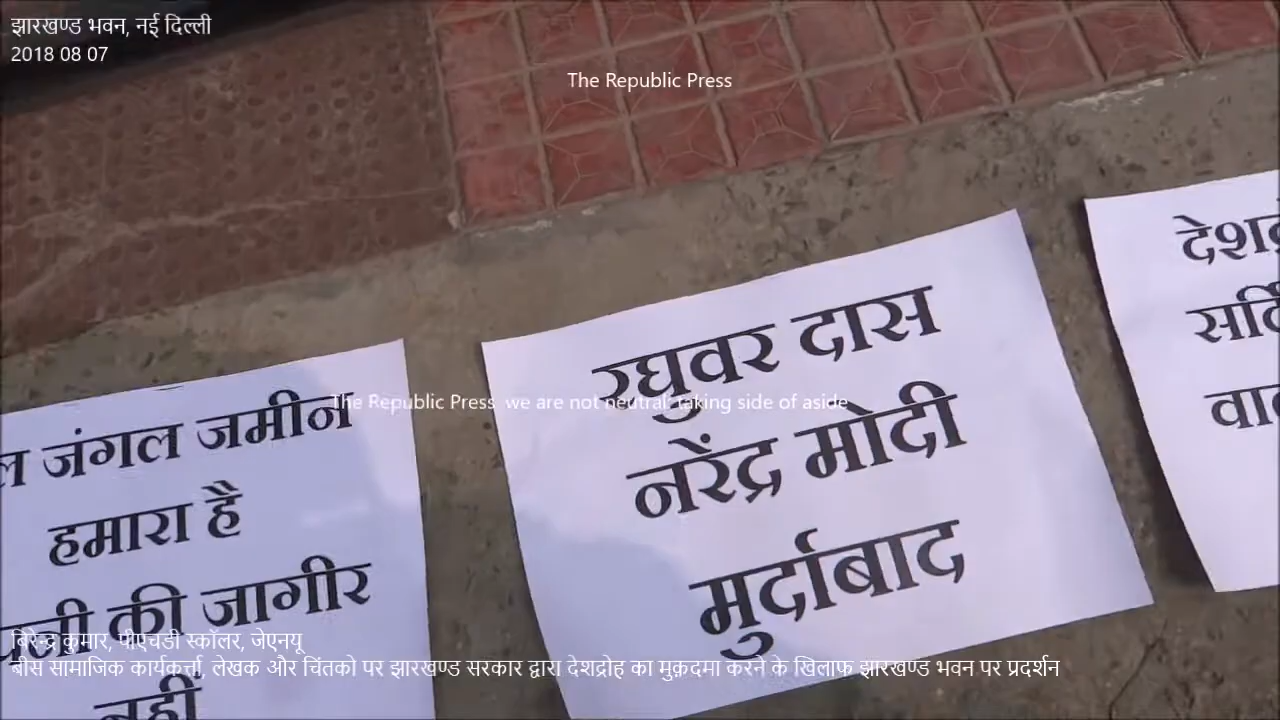 झारखण्ड भवन, नई दिल्ली
2018 08 07
The Republic Press
जंगल जमीन
हमारा है
की जागीर
नहीं
रघुवर दास
नरेंद्र मोदी
मुर्दाबाद
The Republic Press we are not neutral, taking side of aside
बिरेन्द्र कुमार, पीएचडी स्कॉलर, जेएनयू
बीस सामाजिक कार्यकर्त्ता, लेखक और चिंतको पर झारखण्ड सरकार द्वारा देशद्रोह का मुक़दमा करने के खिलाफ झारखण्ड भवन पर प्रदर्शन